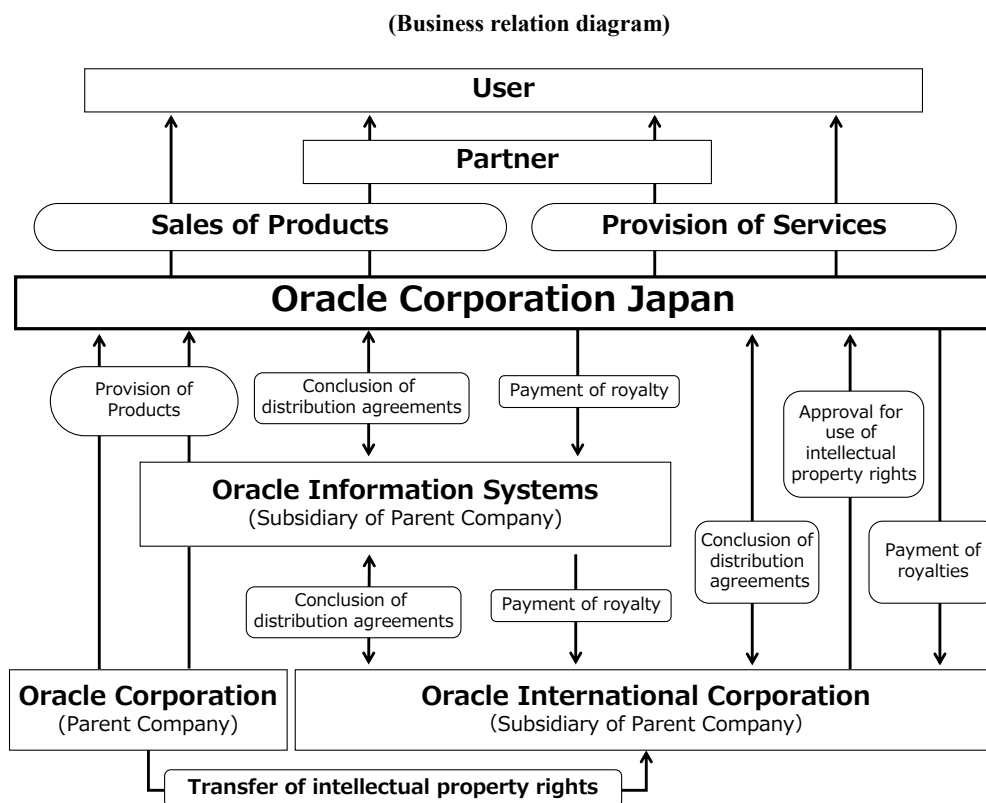 (Business relation diagram)
User
Partner
Sales of Products
Provision of Services
Oracle Corporation Japan
Provision of
Products
Conclusion of
distribution agreements
Payment of royalty
Approval for
use of
intellectual
property rights
Oracle Information Systems
(Subsidiary of Parent Company)
Conclusion of
distribution agreements
Payment of
royalties
Conclusion of
distribution agreements
Payment of royalty
Oracle Corporation
(Parent Company)
Oracle International Corporation
(Subsidiary of Parent Company)
Transfer of intellectual property rights